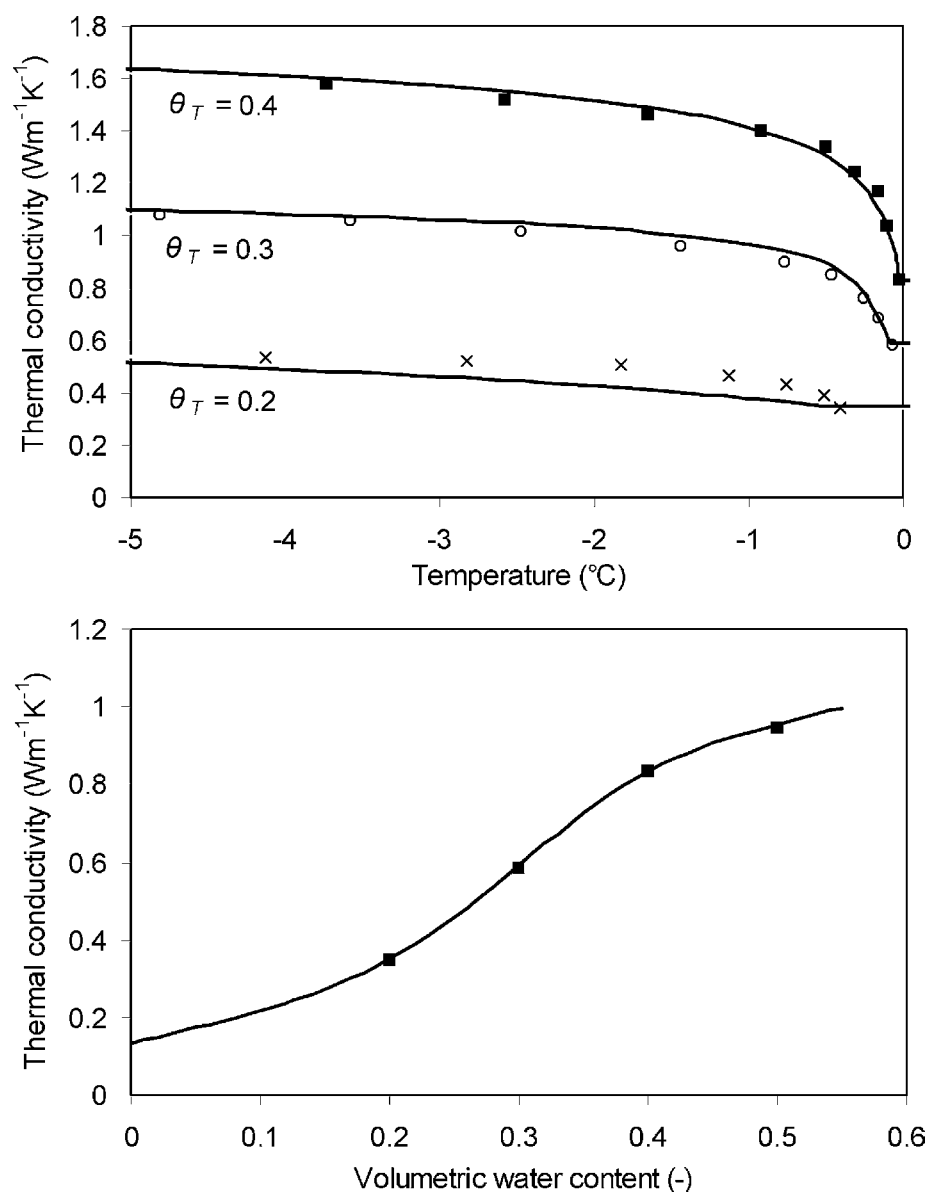 1.8
1.6
1.4
1.2
1
0.8
0.6
0.4
0.2
0
Thermal conductivity (Wm⁻¹K⁻¹)
θ_T = 0.4
θ_T = 0.3
θ_T = 0.2
-5 -4 -3 -2 -1 0
Temperature (°C)
1.2
1
0.8
0.6
0.4
0.2
0
Thermal conductivity (Wm⁻¹K⁻¹)
0 0.1 0.2 0.3 0.4 0.5 0.6
Volumetric water content (-)